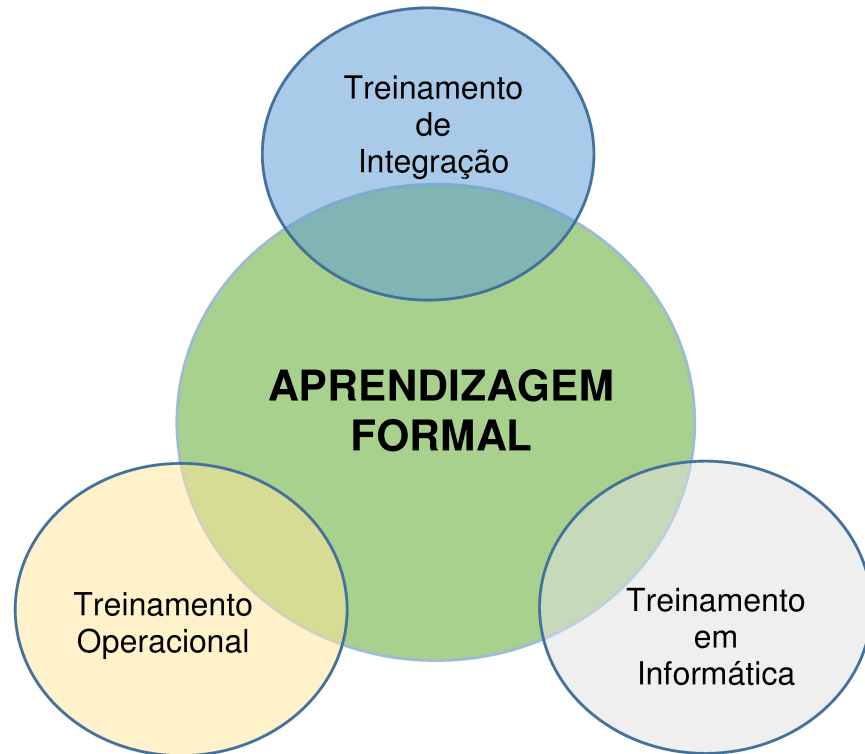 Treinamento
de
Integração
APRENDIZAGEM
FORMAL
Treinamento
Operacional
Treinamento
em
Informática